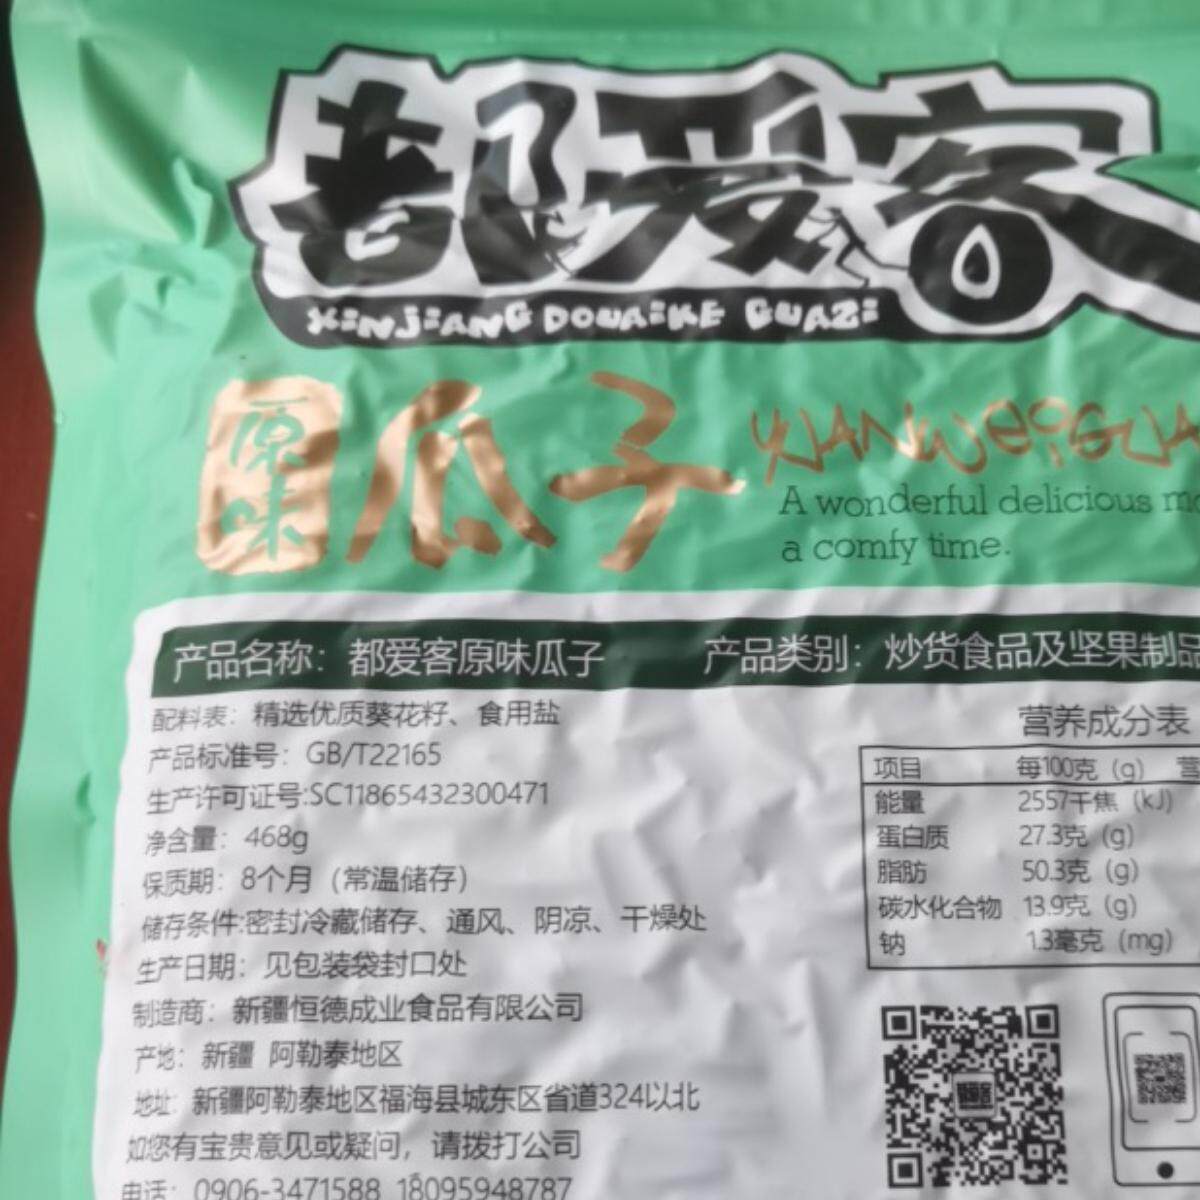 都爱客
XINJIANG DOUAIKE GUAZI
原味
瓜子
YUANWEIGUA
A wonderful delicious
a comfy time.
产品名称：都爱客原味瓜子 产品类别：炒货食品及坚果制品
配料表：精选优质葵花籽、食用盐
产品标准号：GB/T22165
生产许可证号:SC11865432300471
净含量：468g
保质期：8个月（常温储存）
储存条件:密封冷藏储存、通风、阴凉、干燥处
生产日期：见包装袋封口处
制造商：新疆恒德成业食品有限公司
产地：新疆 阿勒泰地区
地址：新疆阿勒泰地区福海县城东区省道324以北
如您有宝贵意见或疑问，请拨打公司
电话：0906-3471588 18095948787
营养成分表
项目 每100克（g） 营
能量 2557千焦（kJ）
蛋白质 27.3克（g）
脂肪 50.3克（g）
碳水化合物 13.9克（g）
钠 1.3毫克（mg）